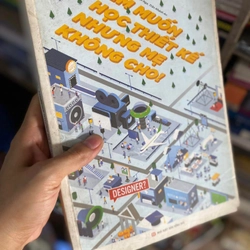 MUỐN
HỌC THIẾT KẾ
NHƯNG MẸ
KHÔNG CHO!
DESIGNER?